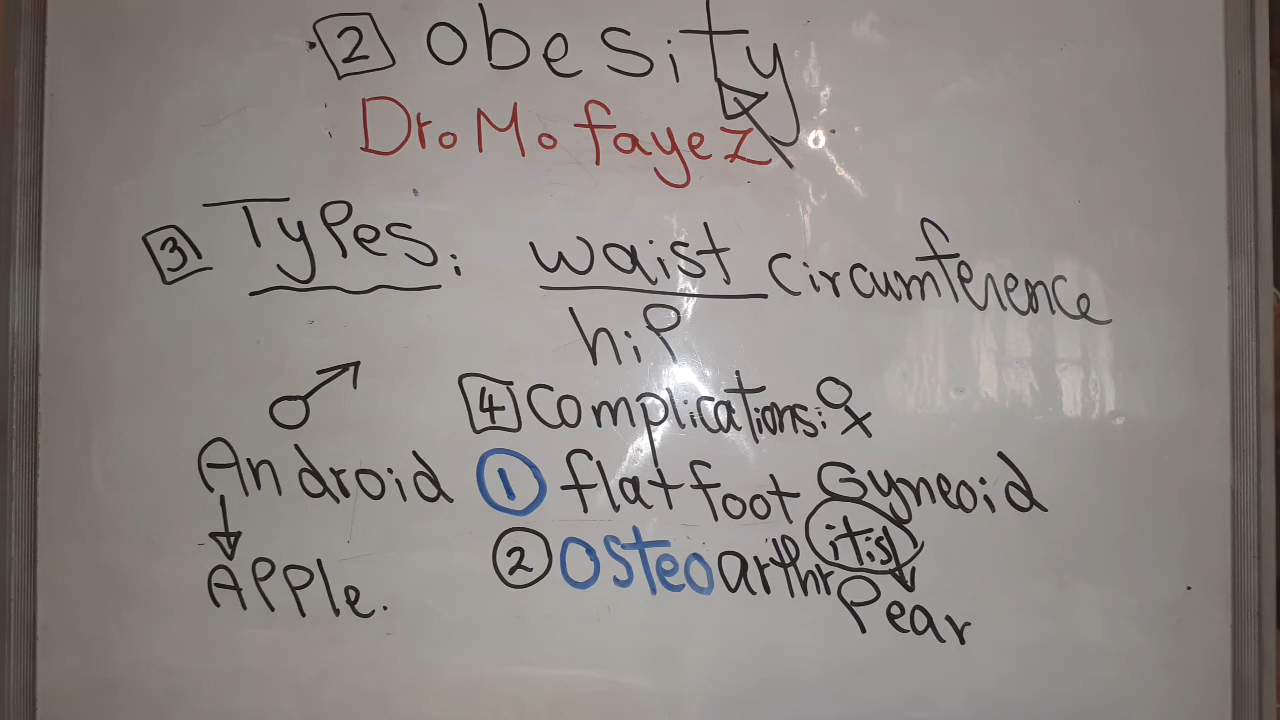 2 Obesity
Dr. Mo fayez
3 Types: waist circumference
hip
4 Complications: ♀
♂
Android
1 flat foot
Gyneoid
2 Osteoarthritis
Apple.
Pear